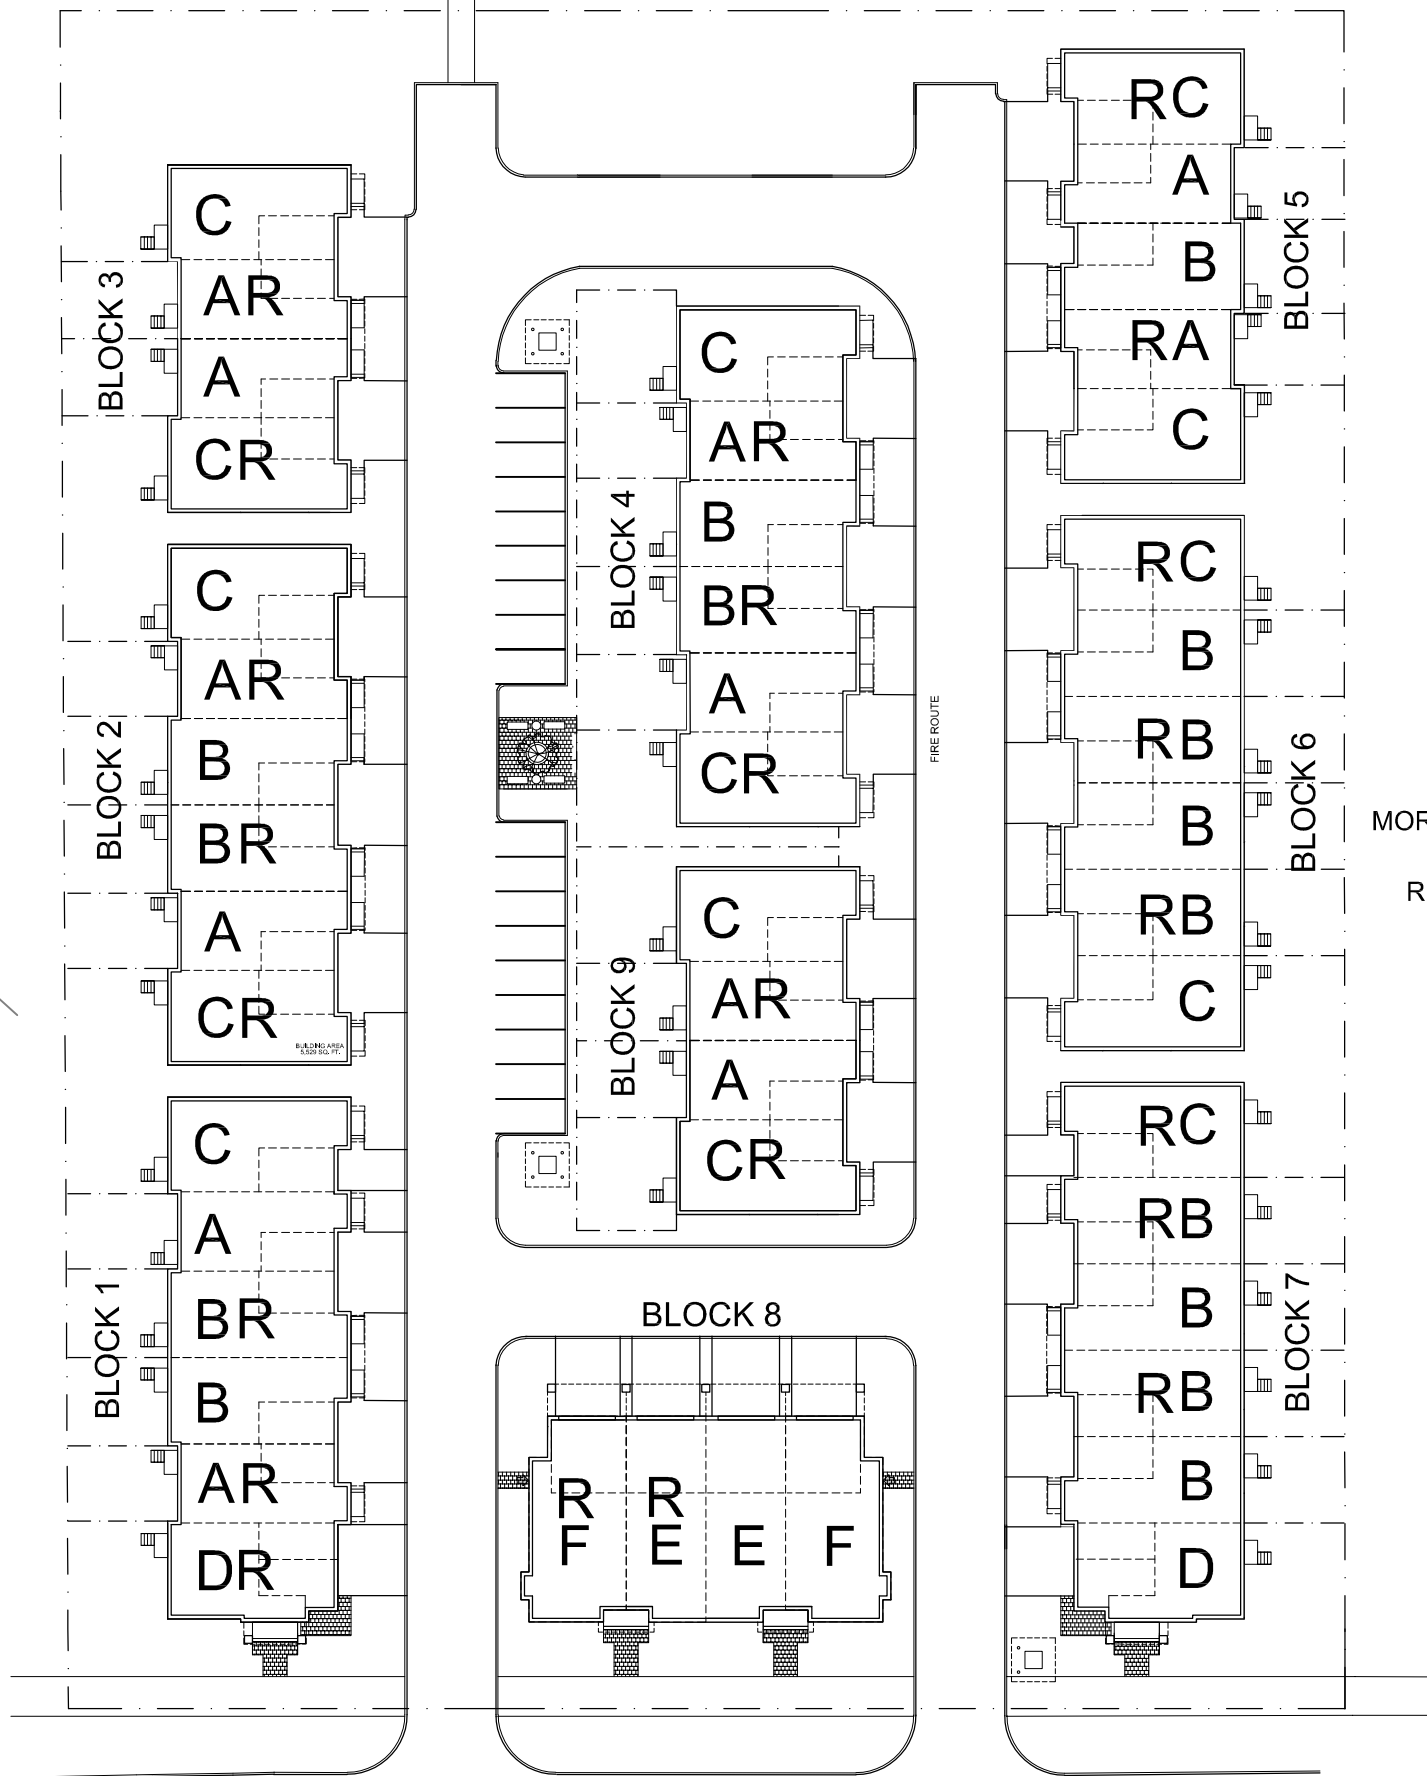 BLOCK 3
C
AR
A
CR
BLOCK 2
C
AR
B
BR
A
CR
BUILDING AREA
5,529 SQ. FT.
BLOCK 1
C
A
BR
B
AR
DR
BLOCK 4
C
AR
B
BR
A
CR
FIRE ROUTE
BLOCK 9
C
AR
A
CR
BLOCK 8
R R
F E E F
RC
A
B
RA
C
BLOCK 5
RC
B
RB
B
RB
C
BLOCK 6
RC
RB
B
RB
B
D
BLOCK 7
MOR
R